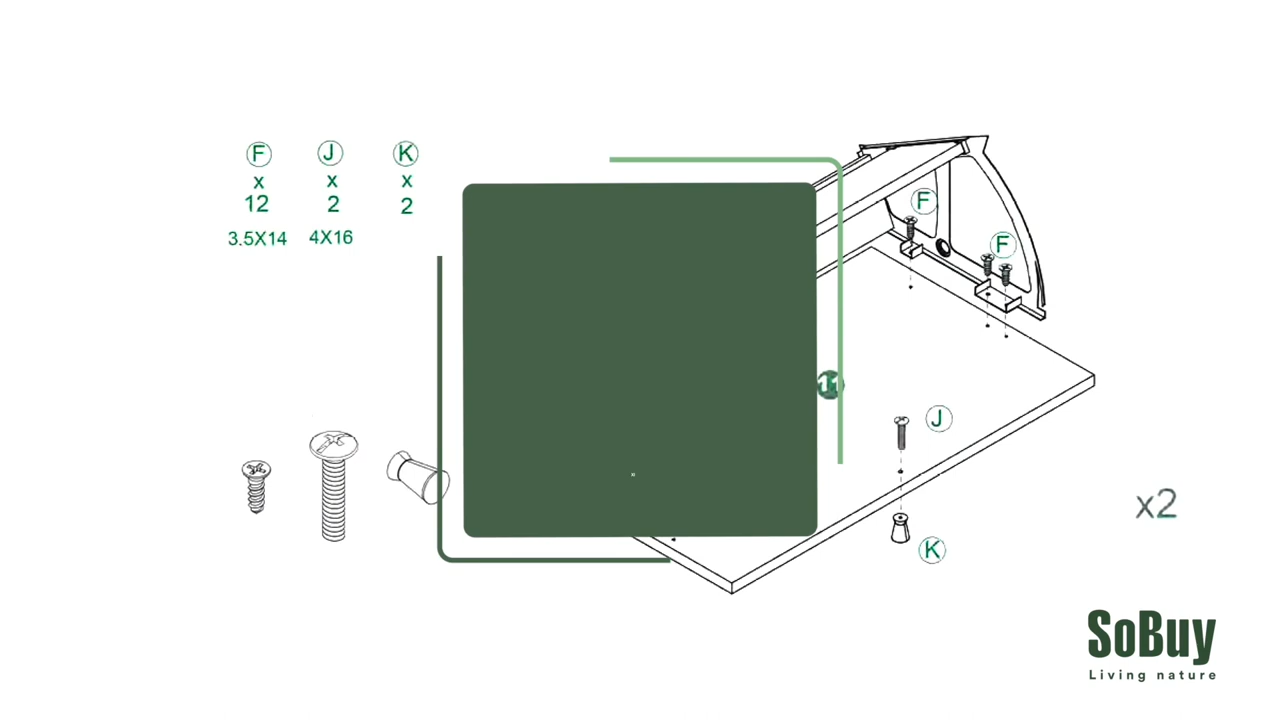 F J K
x x x
12 2 2
3.5X14 4X16
F
F
11
J
K
x2
SoBuy
Living nature